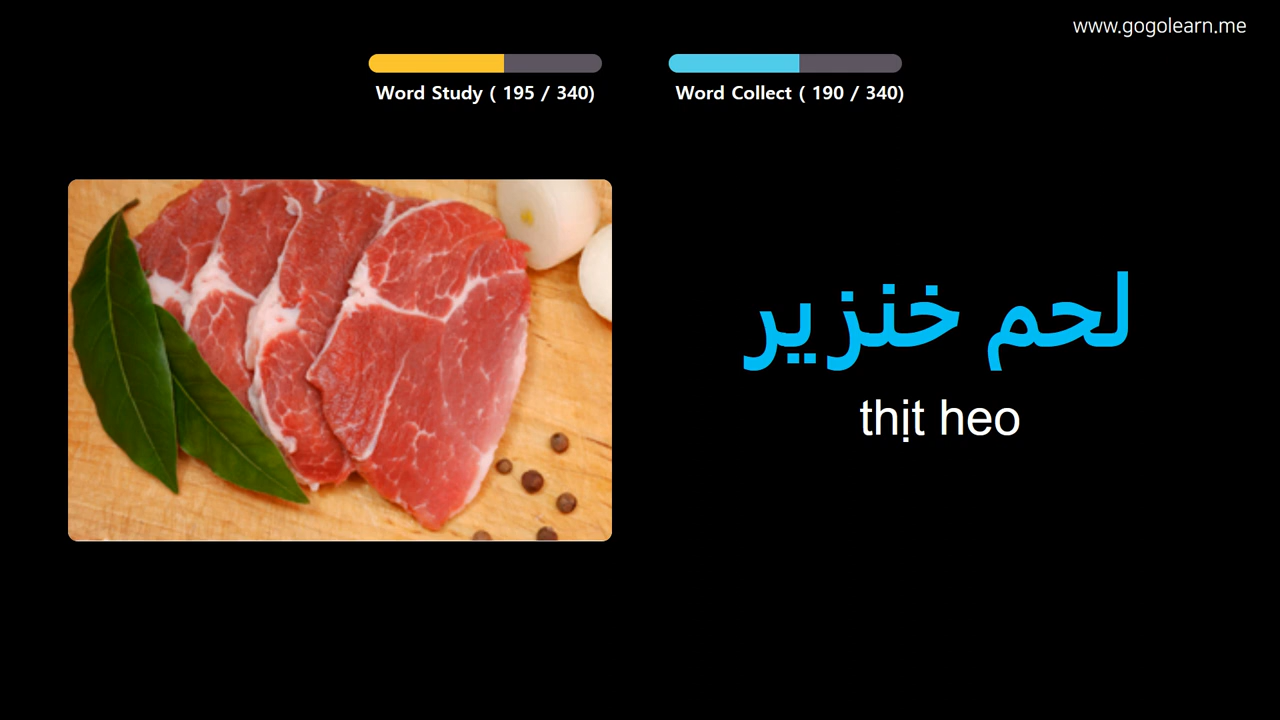 www.gogolearn.me
Word Study ( 195 / 340)
Word Collect ( 190 / 340)
لحم خنزير
thịt heo